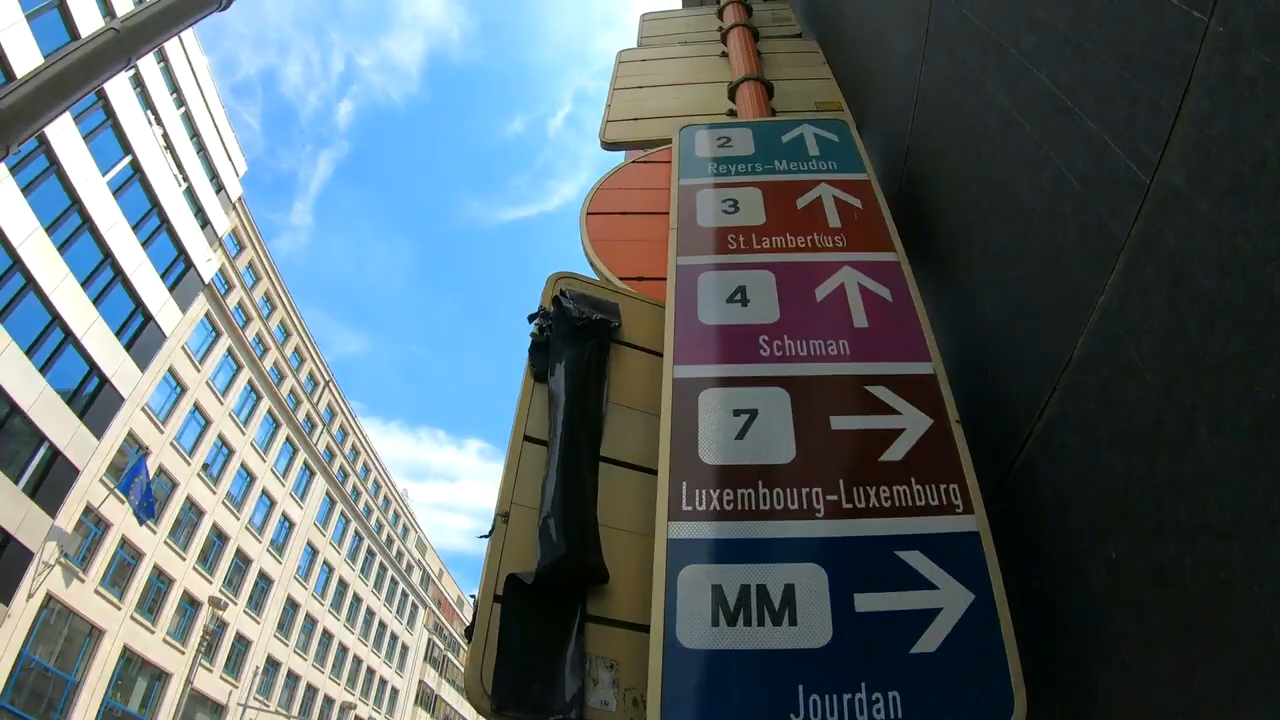 2
Reyers-Meudon
3
St. Lambert(us)
4
Schuman
7
Luxembourg-Luxemburg
MM
Jourdan